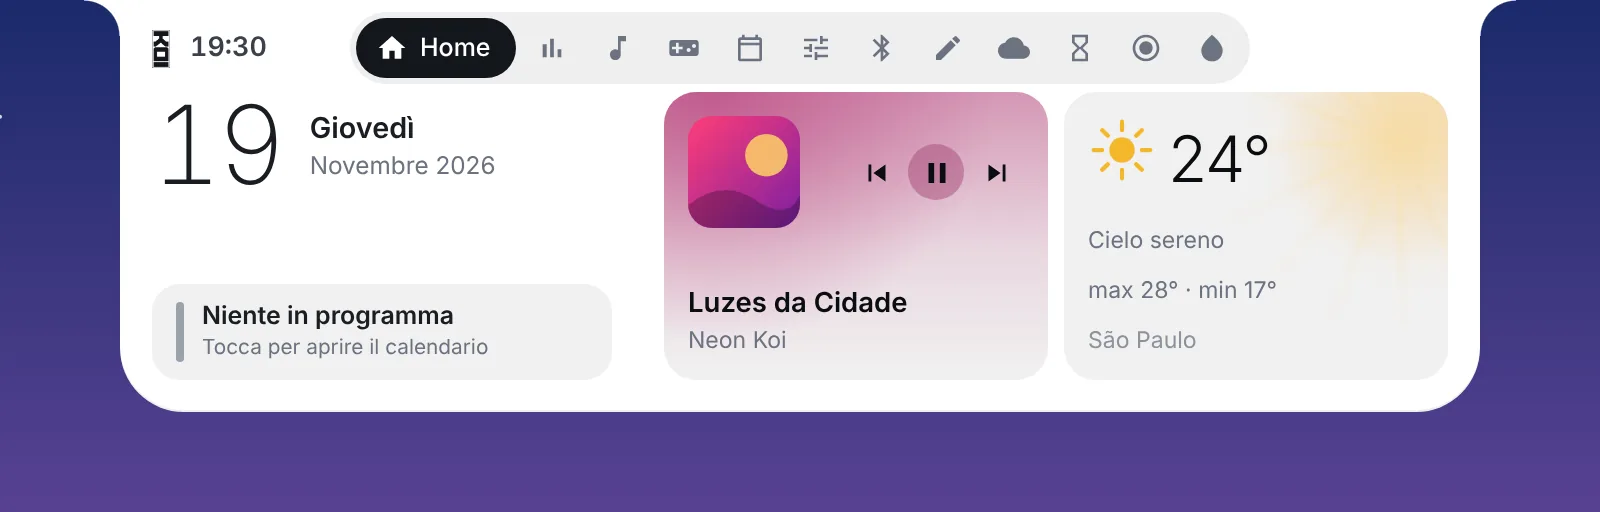 19:30
Home
19
Giovedì
Novembre 2026
Niente in programma
Tocca per aprire il calendario
Luzes da Cidade
Neon Koi
24°
Cielo sereno
max 28° · min 17°
São Paulo